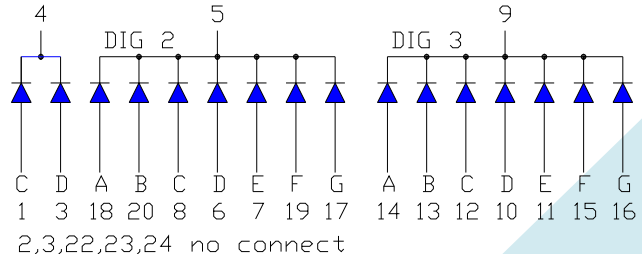 4 5 9
DIG 2 DIG 3
C D A B C D E F G A B C D E F G
1 3 18 20 8 6 7 19 17 14 13 12 10 11 15 16
2,3,22,23,24 no connect